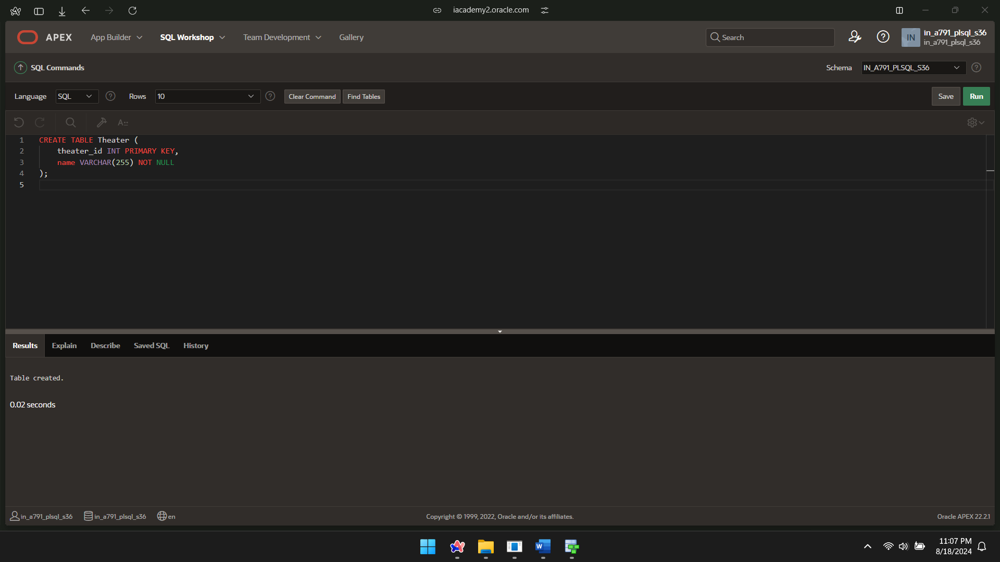 iacademy2.oracle.com
APEX
App Builder
SQL Workshop
Team Development
Gallery
Search
IN
in_a791_plsql_s36
in_a791_plsql_s36
SQL Commands
Schema
IN_A791_PLSQL_S36
Language
SQL
Rows
10
Clear Command
Find Tables
Save
Run
1 CREATE TABLE Theater (
2 theater_id INT PRIMARY KEY,
3 name VARCHAR(255) NOT NULL
4 );
5
Results
Explain
Describe
Saved SQL
History
Table created.
0.02 seconds
in_a791_plsql_s36
in_a791_plsql_s36
en
Copyright © 1999, 2022, Oracle and/or its affiliates.
Oracle APEX 22.2.1
11:07 PM
8/18/2024